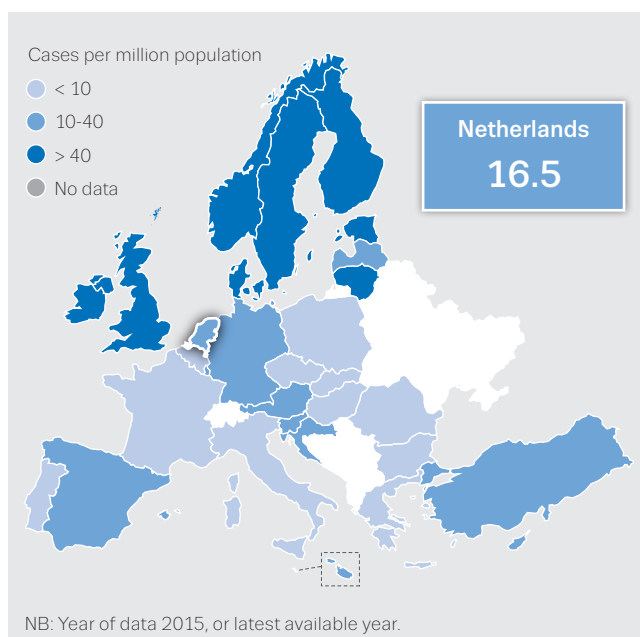 Cases per million population
< 10
10-40
> 40
No data
Netherlands
16.5
NB: Year of data 2015, or latest available year.